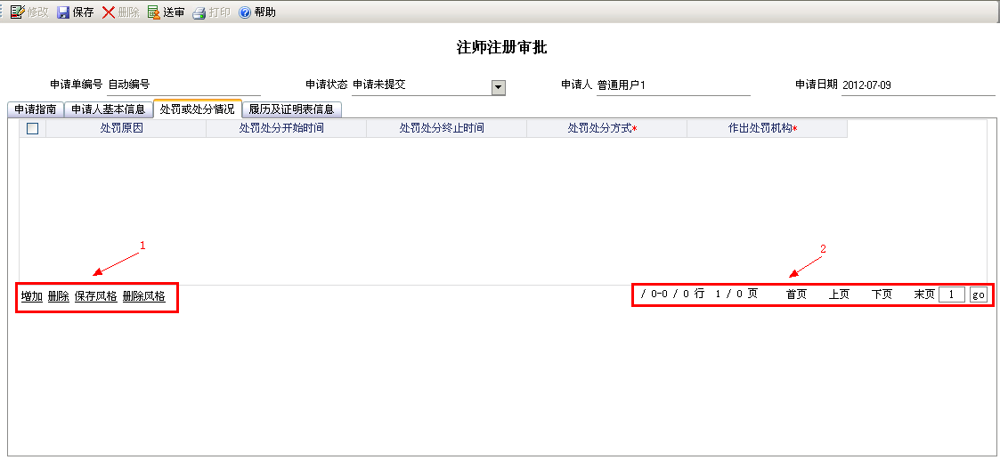 修改 保存 删除 送审 打印 帮助
注师注册审批
申请单编号 自动编号 申请状态 申请未提交 申请人 普通用户1 申请日期 2012-07-09
申请指南 申请人基本信息 处罚或处分情况 履历及证明表信息
处罚原因 处罚处分开始时间 处罚处分终止时间 处罚处分方式* 作出处罚机构*
1 2
增加 删除 保存风格 删除风格 / 0-0 / 0 行 1 / 0 页 首页 上页 下页 末页 1 go